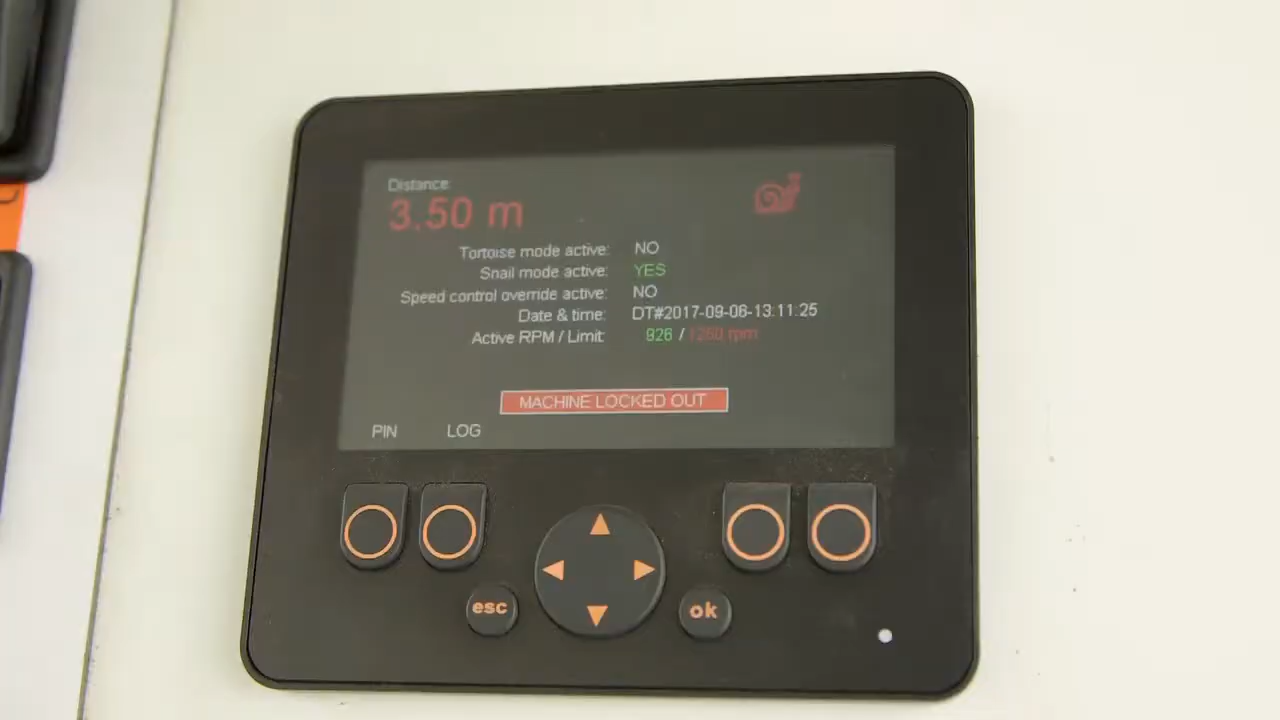 Distance:
3.50 m
Tortoise mode active: NO
Snail mode active: YES
Speed control override active: NO
Date & time: DT#2017-09-06-13:11:25
Active RPM / Limit: 926 / 1260 rpm
MACHINE LOCKED OUT
PIN LOG
esc ok